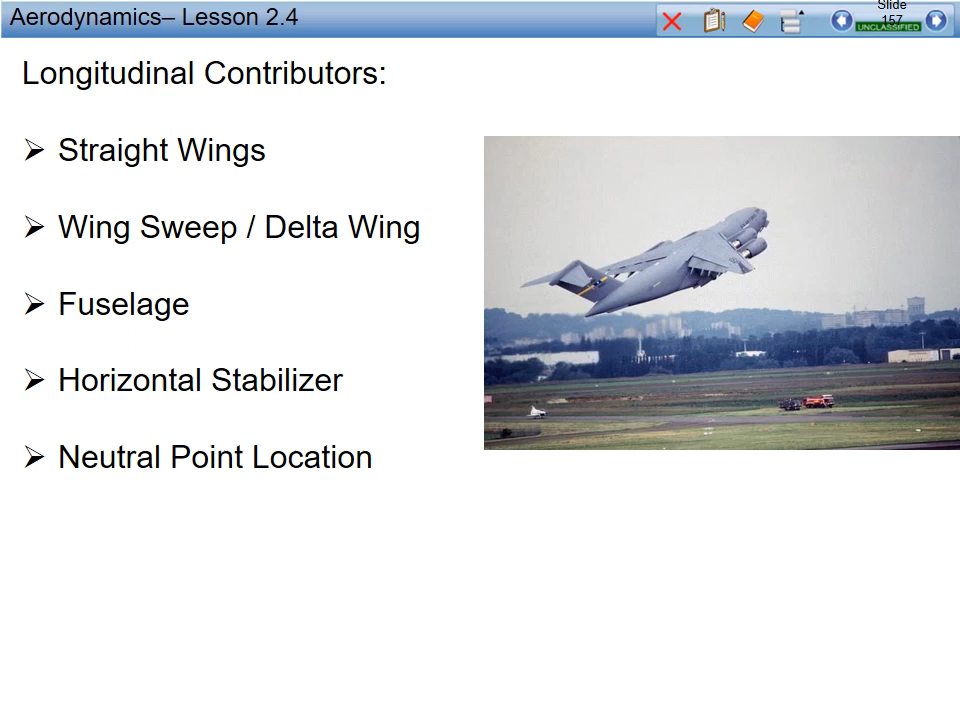 Aerodynamics– Lesson 2.4
Slide
157
UNCLASSIFIED
Longitudinal Contributors:
➢ Straight Wings
➢ Wing Sweep / Delta Wing
➢ Fuselage
➢ Horizontal Stabilizer
➢ Neutral Point Location